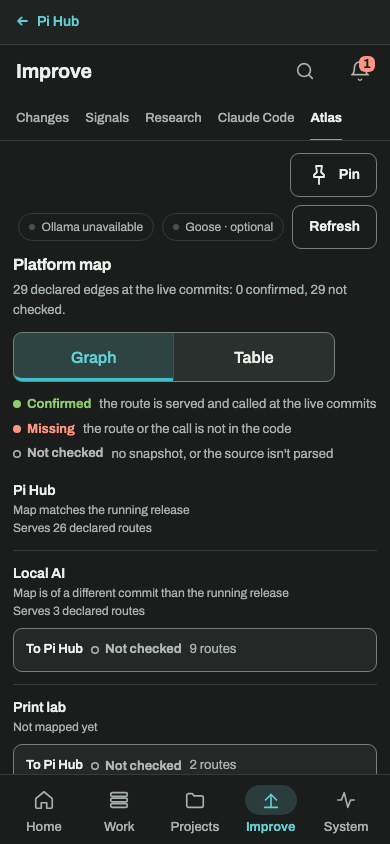 ← Pi Hub
Improve
1
Changes Signals Research Claude Code Atlas
Pin
Ollama unavailable Goose · optional Refresh
Platform map
29 declared edges at the live commits: 0 confirmed, 29 not
checked.
Graph Table
Confirmed the route is served and called at the live commits
Missing the route or the call is not in the code
Not checked no snapshot, or the source isn't parsed
Pi Hub
Map matches the running release
Serves 26 declared routes
Local AI
Map is of a different commit than the running release
Serves 3 declared routes
To Pi Hub Not checked 9 routes
Print lab
Not mapped yet
To Pi Hub Not checked 2 routes
Home Work Projects Improve System